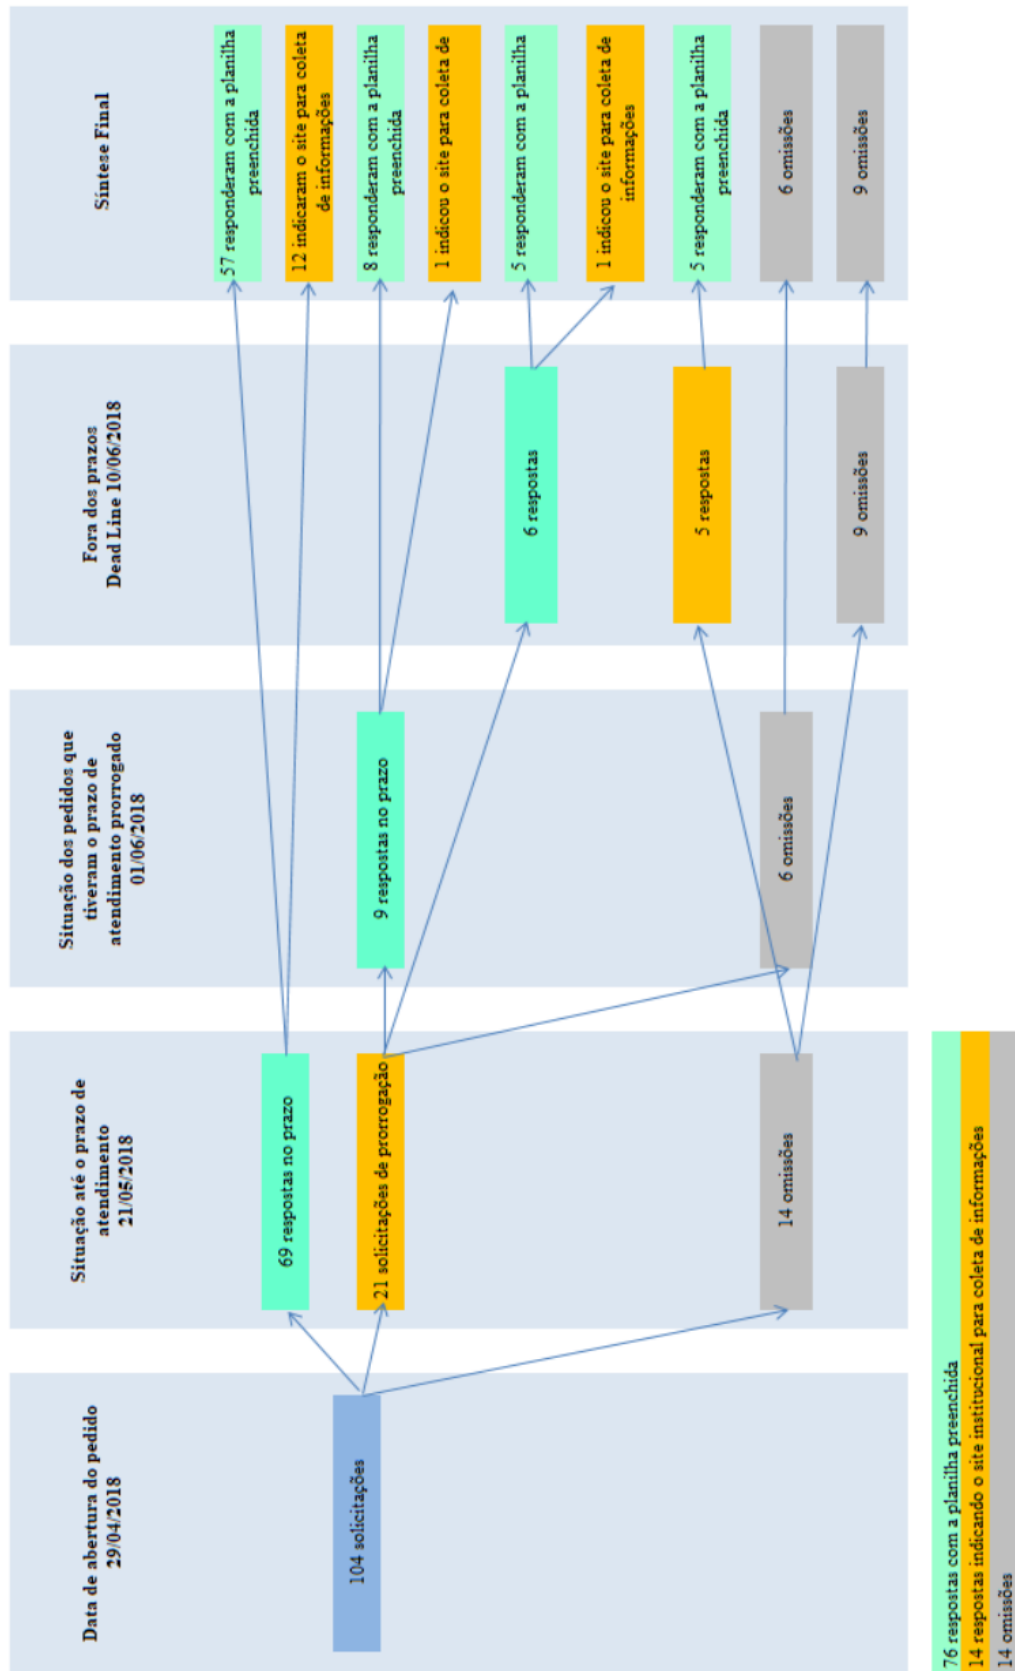 Data de abertura do pedido
29/04/2018
104 solicitações
Situação até o prazo de
atendimento
21/05/2018
69 respostas no prazo
21 solicitações de prorrogação
14 omissões
Situação dos pedidos que
tiveram o prazo de
atendimento prorrogado
01/06/2018
9 respostas no prazo
6 omissões
Fora dos prazos
Dead Line 10/06/2018
6 respostas
5 respostas
9 omissões
Síntese Final
57 responderam com a planilha
preenchida
12 indicaram o site para coleta
de informações
8 responderam com a planilha
preenchida
1 indicou o site para coleta de
5 responderam com a planilha
1 indicou o site para coleta de
informações
5 responderam com a planilha
preenchida
6 omissões
9 omissões
76 respostas com a planilha preenchida
14 respostas indicando o site institucional para coleta de informações
14 omissões